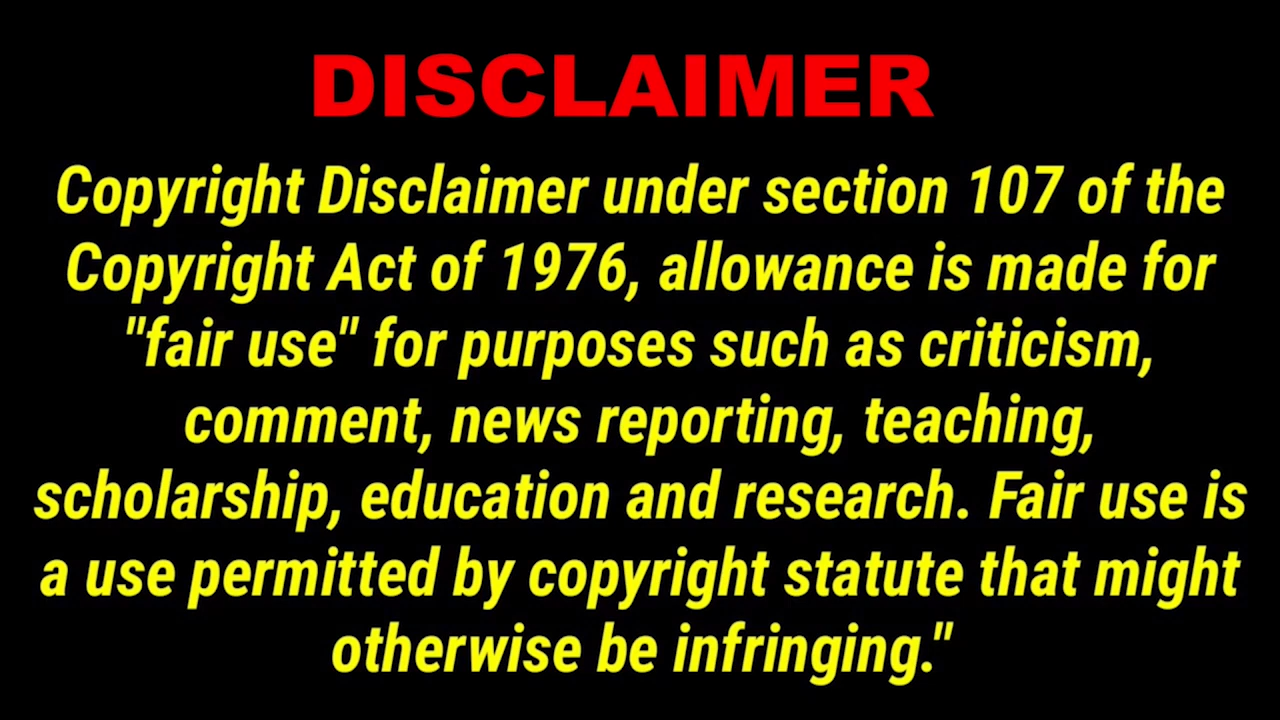 DISCLAIMER
Copyright Disclaimer under section 107 of the
Copyright Act of 1976, allowance is made for
"fair use" for purposes such as criticism,
comment, news reporting, teaching,
scholarship, education and research. Fair use is
a use permitted by copyright statute that might
otherwise be infringing."